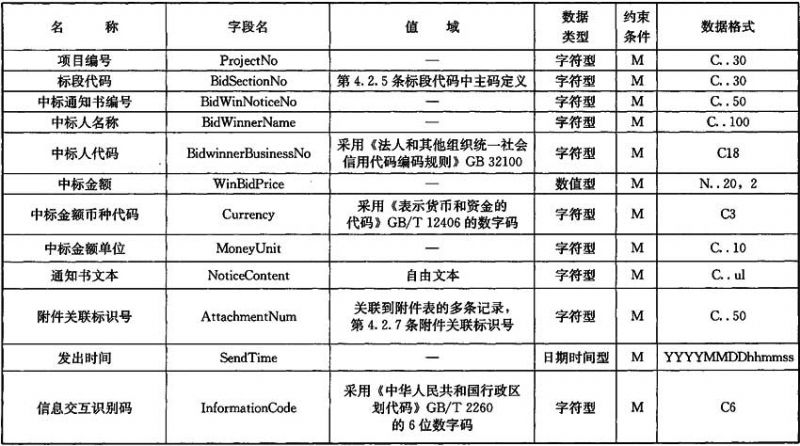 名 称 字段名 值 域 数据类型 约束条件 数据格式
项目编号 ProjectNo — 字符型 M C..30
标段代码 BidSectionNo 第4.2.5条标段代码中主码定义 字符型 M C..30
中标通知书编号 BidWinNoticeNo — 字符型 M C..50
中标人名称 BidWinnerName — 字符型 M C..100
中标人代码 BidwinnerBusinessNo 采用《法人和其他组织统一社会信用代码编码规则》GB 32100 字符型 M C18
中标金额 WinBidPrice — 数值型 M N..20，2
中标金额币种代码 Currency 采用《表示货币和资金的代码》GB/T 12406的数字码 字符型 M C3
中标金额单位 MoneyUnit — 字符型 M C..10
通知书文本 NoticeContent 自由文本 字符型 M C..ul
附件关联标识号 AttachmentNum 关联到附件表的多条记录，第4.2.7条附件关联标识号 字符型 M C..50
发出时间 SendTime — 日期时间型 M YYYYMMDDhhmmss
信息交互识别码 InformationCode 采用《中华人民共和国行政区划代码》GB/T 2260的6位数字码 字符型 M C6